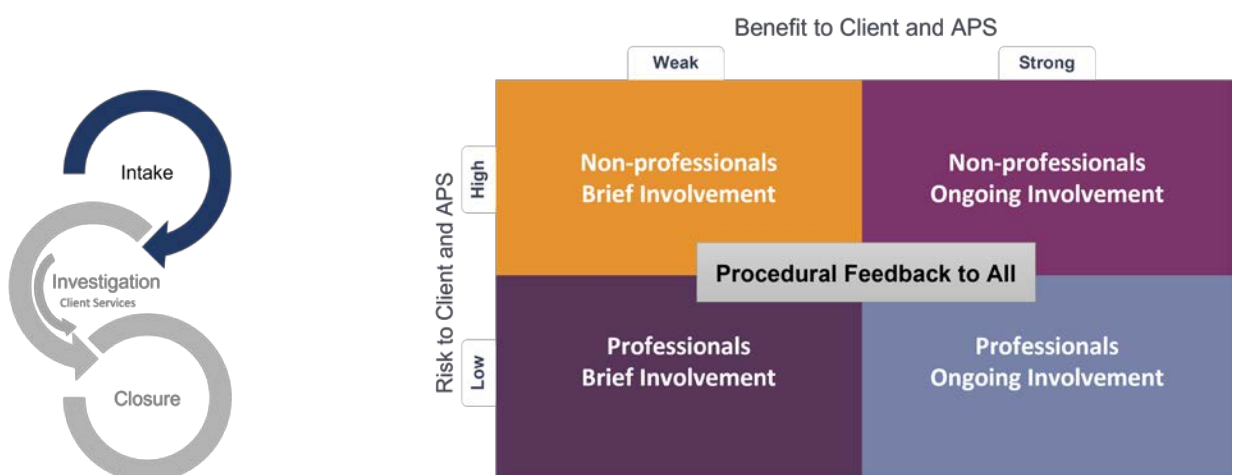 Intake
Investigation
Client Services
Closure
Benefit to Client and APS
Weak
Strong
Risk to Client and APS
High
Low
Non-professionals
Brief Involvement
Non-professionals
Ongoing Involvement
Procedural Feedback to All
Professionals
Brief Involvement
Professionals
Ongoing Involvement